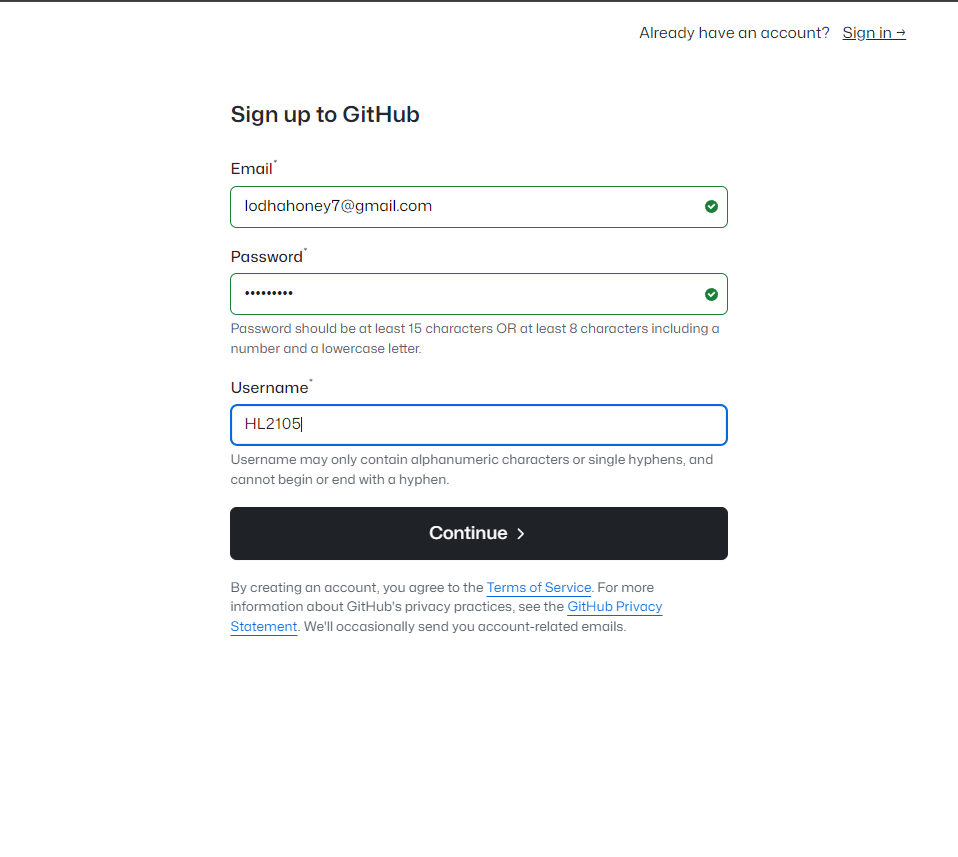 Already have an account? Sign in →
Sign up to GitHub
Email*
lodhahoney7@gmail.com
Password*
•••••••••
Password should be at least 15 characters OR at least 8 characters including a
number and a lowercase letter.
Username*
HL2105
Username may only contain alphanumeric characters or single hyphens, and
cannot begin or end with a hyphen.
Continue >
By creating an account, you agree to the Terms of Service. For more
information about GitHub's privacy practices, see the GitHub Privacy
Statement. We'll occasionally send you account-related emails.